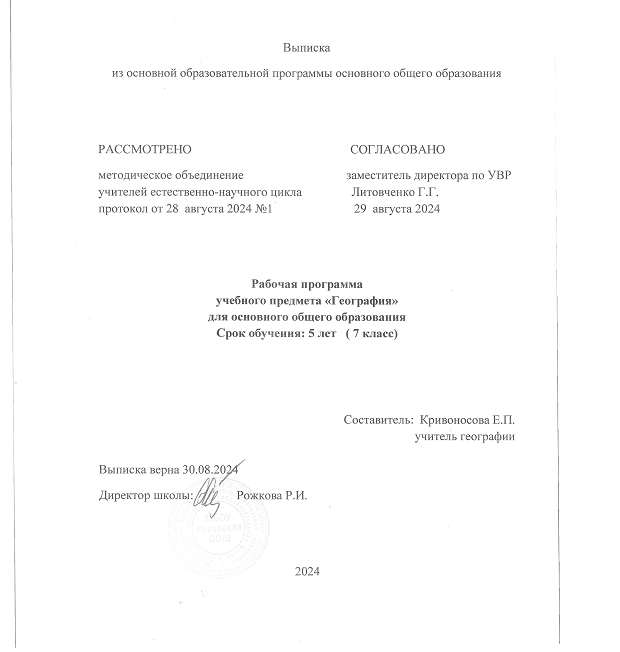 Выписка
из основной образовательной программы основного общего образования
РАССМОТРЕНО
СОГЛАСОВАНО
методическое объединение
заместитель директора по УВР
учителей естественно-научного цикла
Литовченко Г.Г.
протокол от 28 августа 2024 №1
29 августа 2024
Рабочая программа
учебного предмета «География»
для основного общего образования
Срок обучения: 5 лет ( 7 класс)
Составитель: Кривоносова Е.П.
учитель географии
Выписка верна 30.08.2024
Директор школы: Рожкова Р.И.
ООШ
2024